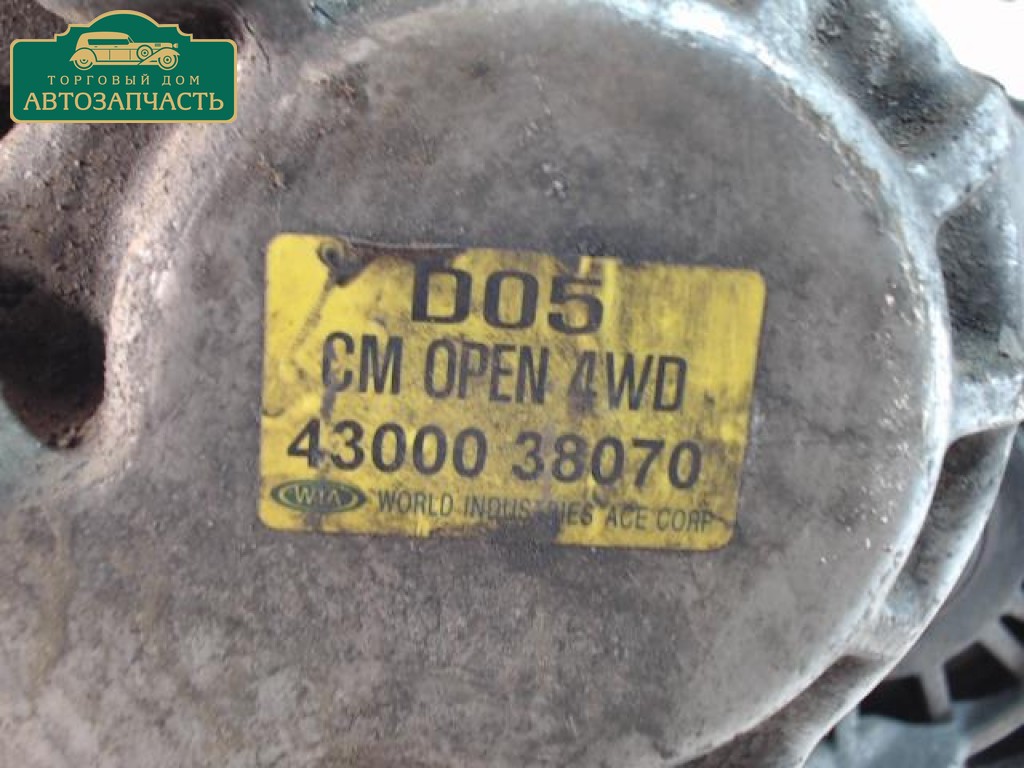 ТОРГОВЫЙ ДОМ
АВТОЗАПЧАСТЬ
D05
CM OPEN 4WD
43000 38070
WIA WORLD INDUSTRIES ACE CORP